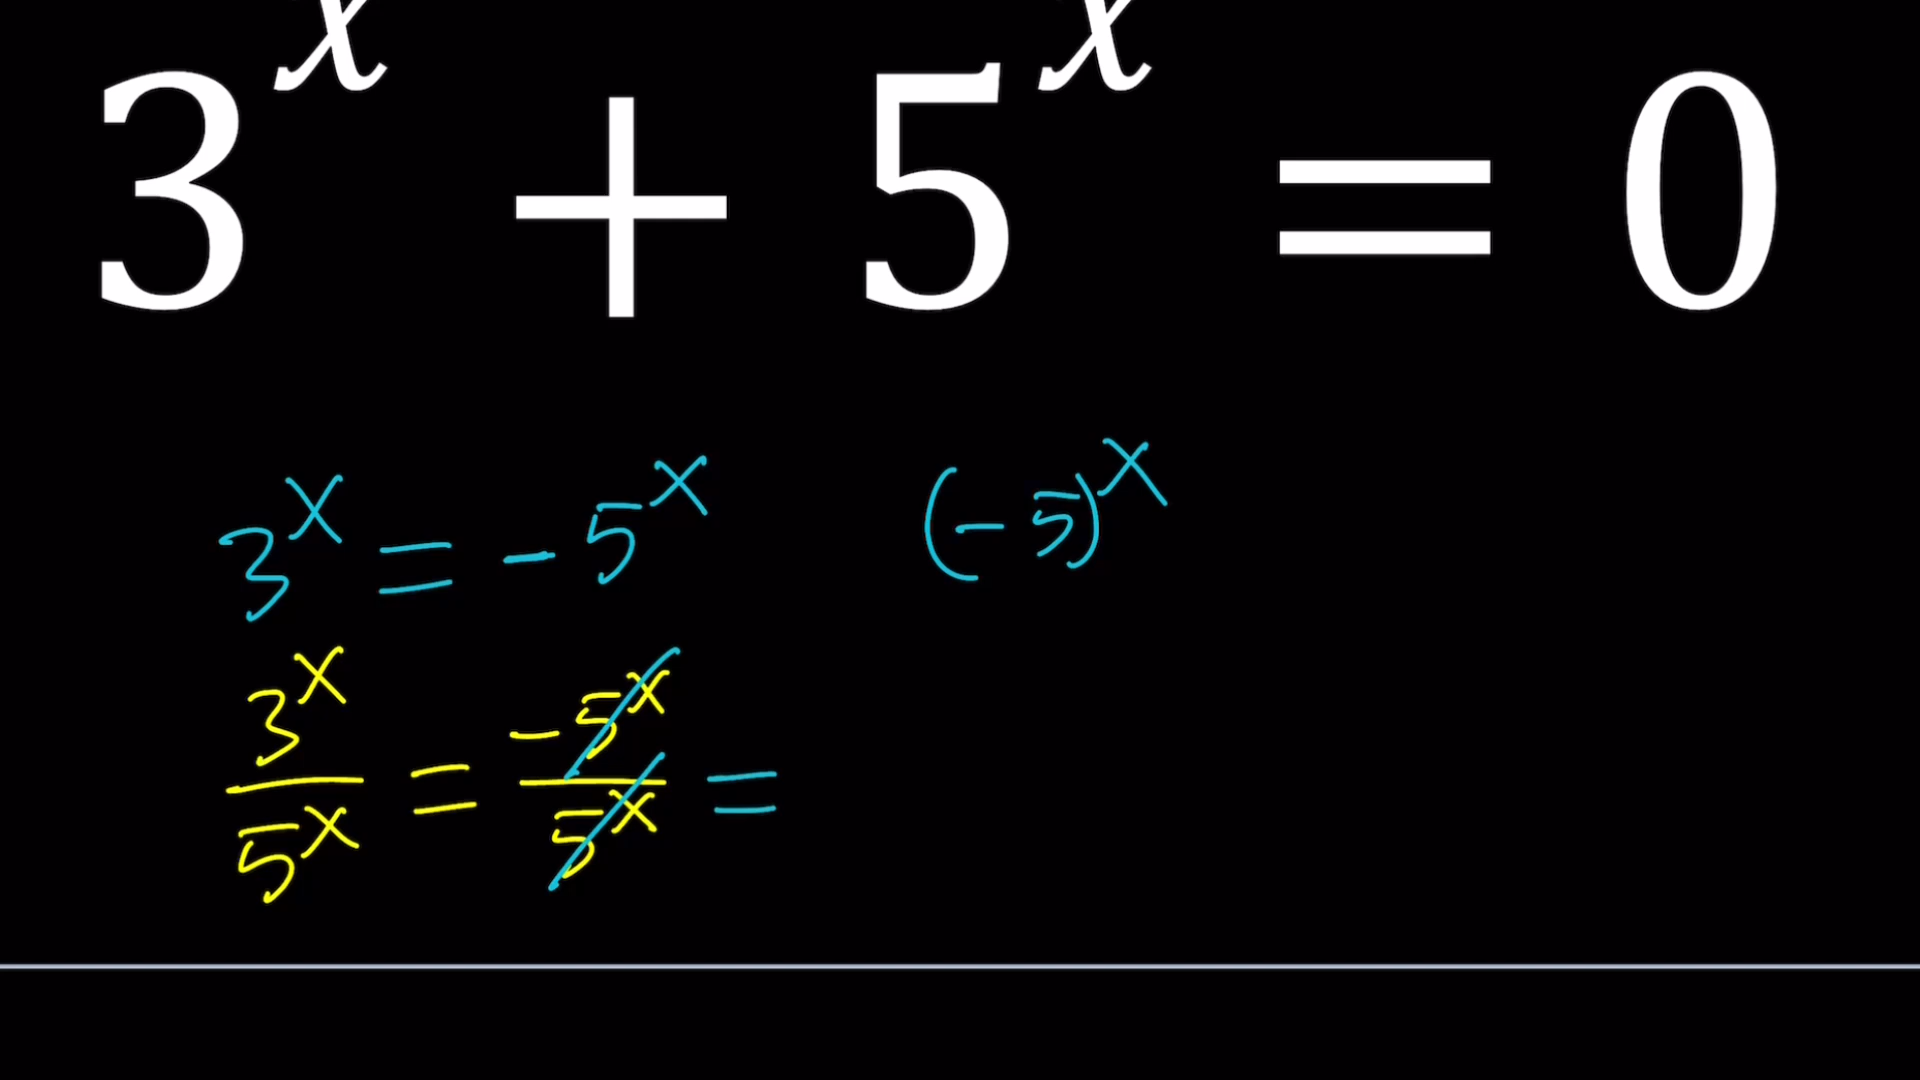 3^x + 5^x = 0
3^x = -5^x (-5)^x
3^x/5^x = -5^x/5^x =